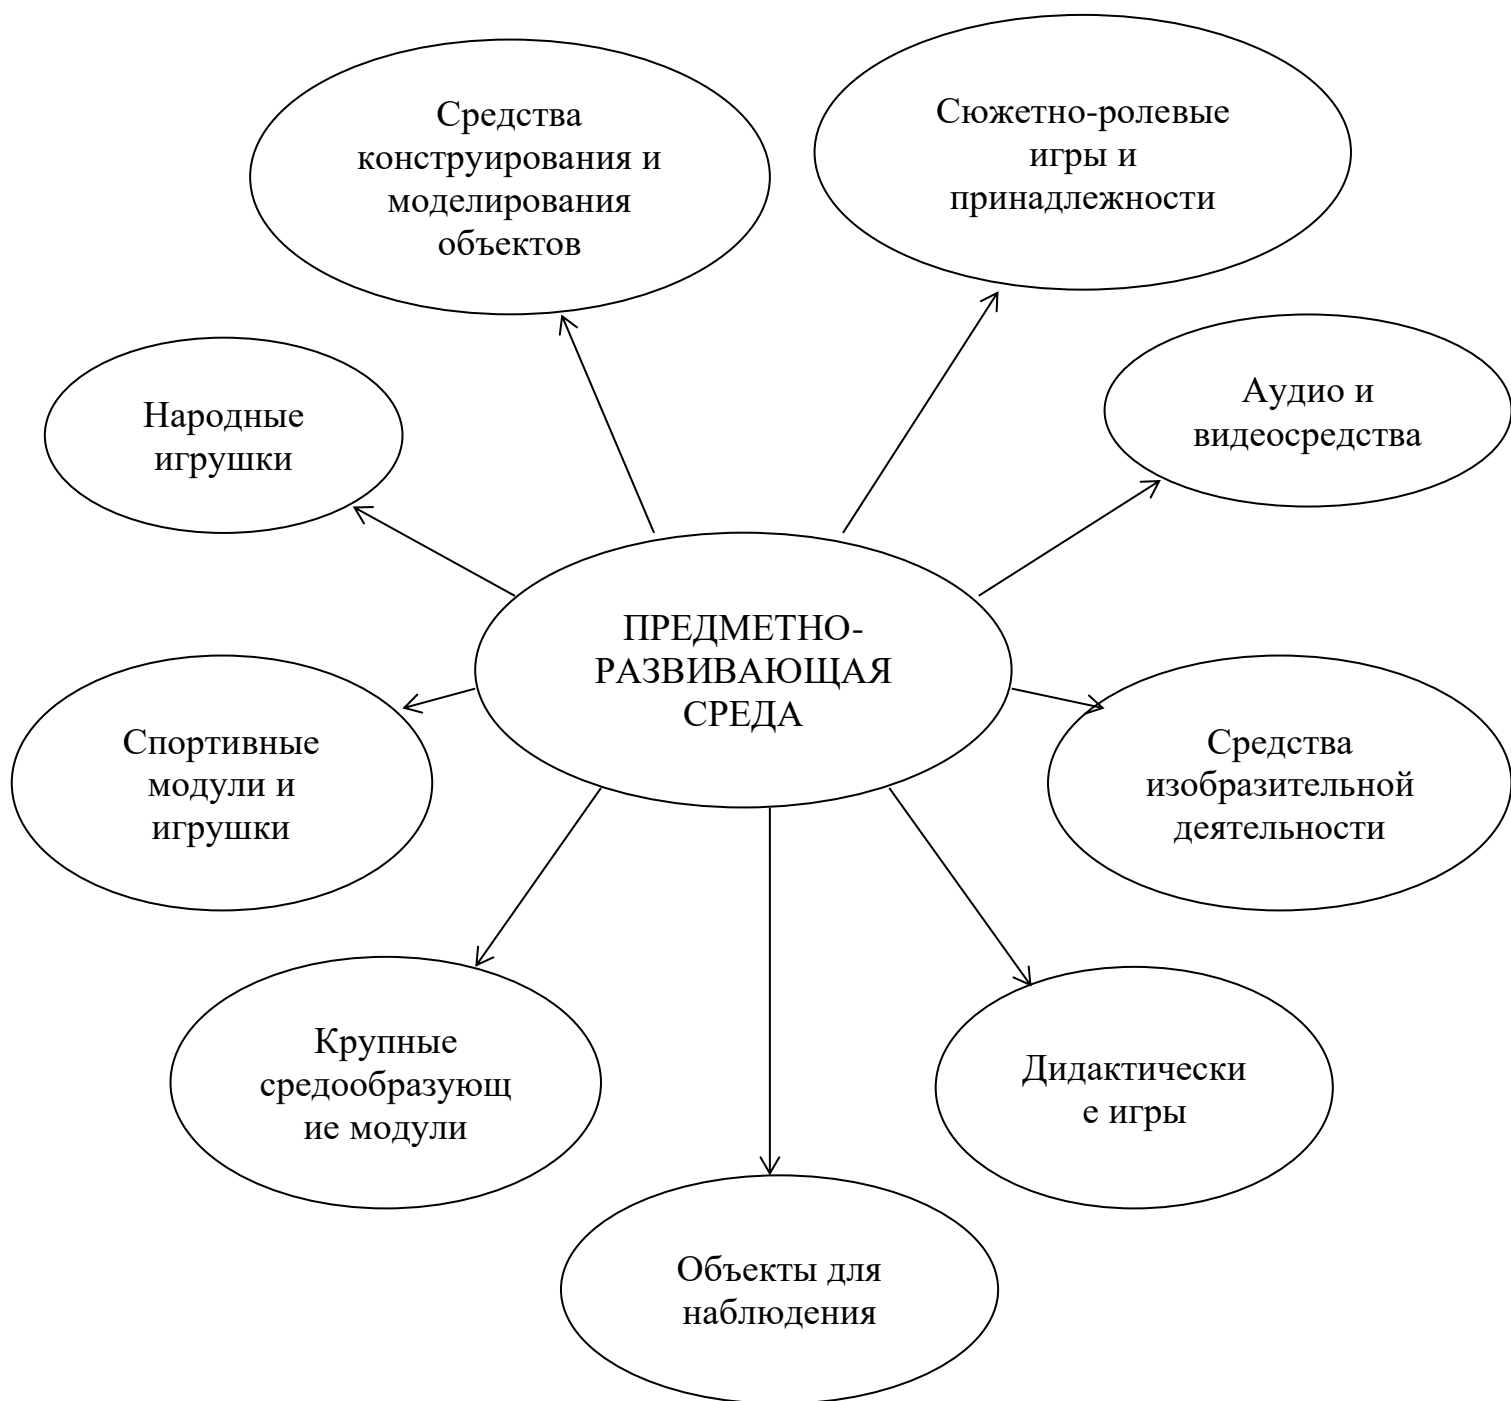 Средства
конструирования и
моделирования
объектов
Сюжетно-ролевые
игры и
принадлежности
Народные
игрушки
Аудио и
видеосредства
ПРЕДМЕТНО-
РАЗВИВАЮЩАЯ
СРЕДА
Спортивные
модули и
игрушки
Средства
изобразительной
деятельности
Крупные
средообразующ
ие модули
Дидактически
е игры
Объекты для
наблюдения